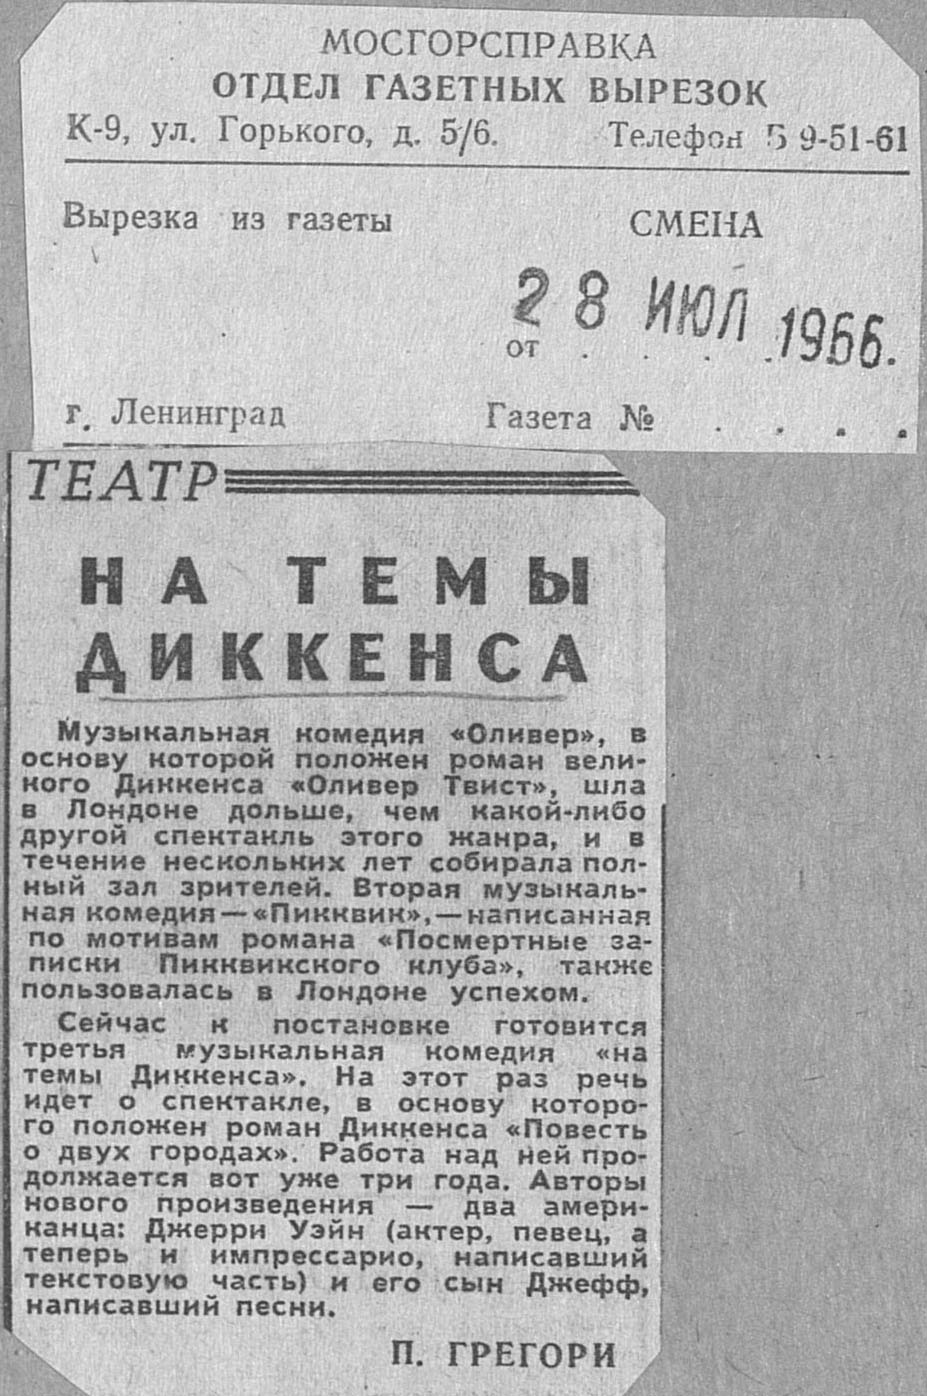 МОСГОРСПРАВКА
ОТДЕЛ ГАЗЕТНЫХ ВЫРЕЗОК
К-9, ул. Горького, д. 5/6. Телефон Б 9-51-61
Вырезка из газеты СМЕНА
28 ИЮЛ 1966.
от . . . .
г. Ленинград Газета № . . . .
ТЕАТР
НА ТЕМЫ
ДИККЕНСА
Музыкальная комедия «Оливер», в
основу которой положен роман вели-
кого Диккенса «Оливер Твист», шла
в Лондоне дольше, чем какой-либо
другой спектакль этого жанра, и в
течение нескольких лет собирала пол-
ный зал зрителей. Вторая музыкаль-
ная комедия — «Пикквик», — написанная
по мотивам романа «Посмертные за-
писки Пикквикского клуба», также
пользовалась в Лондоне успехом.
Сейчас к постановке готовится
третья музыкальная комедия «на
темы Диккенса». На этот раз речь
идет о спектакле, в основу которо-
го положен роман Диккенса «Повесть
о двух городах». Работа над ней про-
должается вот уже три года. Авторы
нового произведения — два амери-
канца: Джерри Уэйн (актер, певец, а
теперь и импрессарио, написавший
текстовую часть) и его сын Джефф,
написавший песни.
П. ГРЕГОРИ